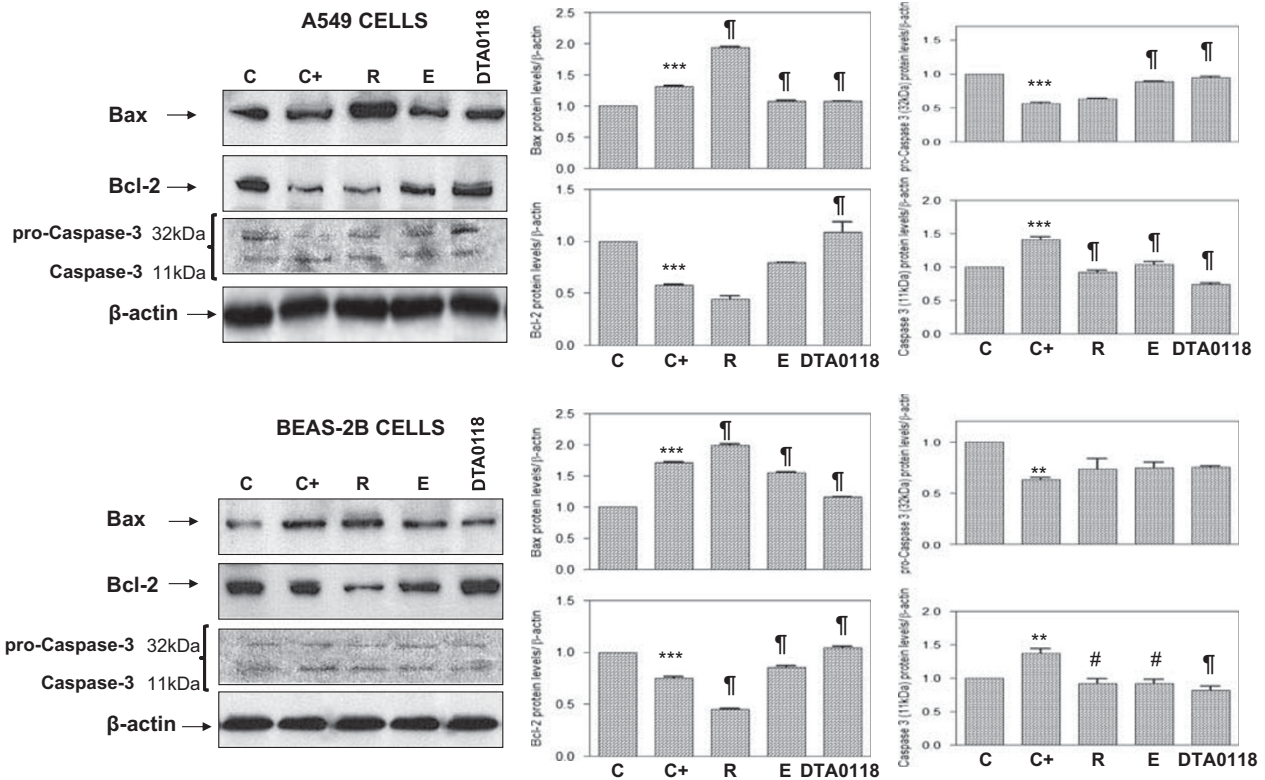 A549 CELLS
C C+ R E DTA0118
Bax
Bcl-2
pro-Caspase-3 32kDa
Caspase-3 11kDa
β-actin
Bax protein levels/β-actin
2.5
2.0
1.5
1.0
0.5
0.0
*** ¶ ¶ ¶
Bcl-2 protein levels/β-actin
1.5
1.0
0.5
0.0
*** ¶
C C+ R E DTA0118
pro-Caspase 3 (32kDa) protein levels/β-actin
1.5
1.0
0.5
0.0
*** ¶ ¶
Caspase 3 (11kDa) protein levels/β-actin
2.0
1.5
1.0
0.5
0.0
*** ¶ ¶ ¶
C C+ R E DTA0118
BEAS-2B CELLS
C C+ R E DTA0118
Bax
Bcl-2
pro-Caspase-3 32kDa
Caspase-3 11kDa
β-actin
Bax protein levels/β-actin
2.5
2.0
1.5
1.0
0.5
0.0
*** ¶ ¶ ¶
Bcl-2 protein levels/β-actin
1.5
1.0
0.5
0.0
*** ¶ ¶ ¶
C C+ R E DTA0118
pro-Caspase 3 (32kDa) protein levels/β-actin
1.0
0.5
0.0
**
Caspase 3 (11kDa) protein levels/β-actin
2.0
1.5
1.0
0.5
0.0
** # # ¶
C C+ R E DTA0118